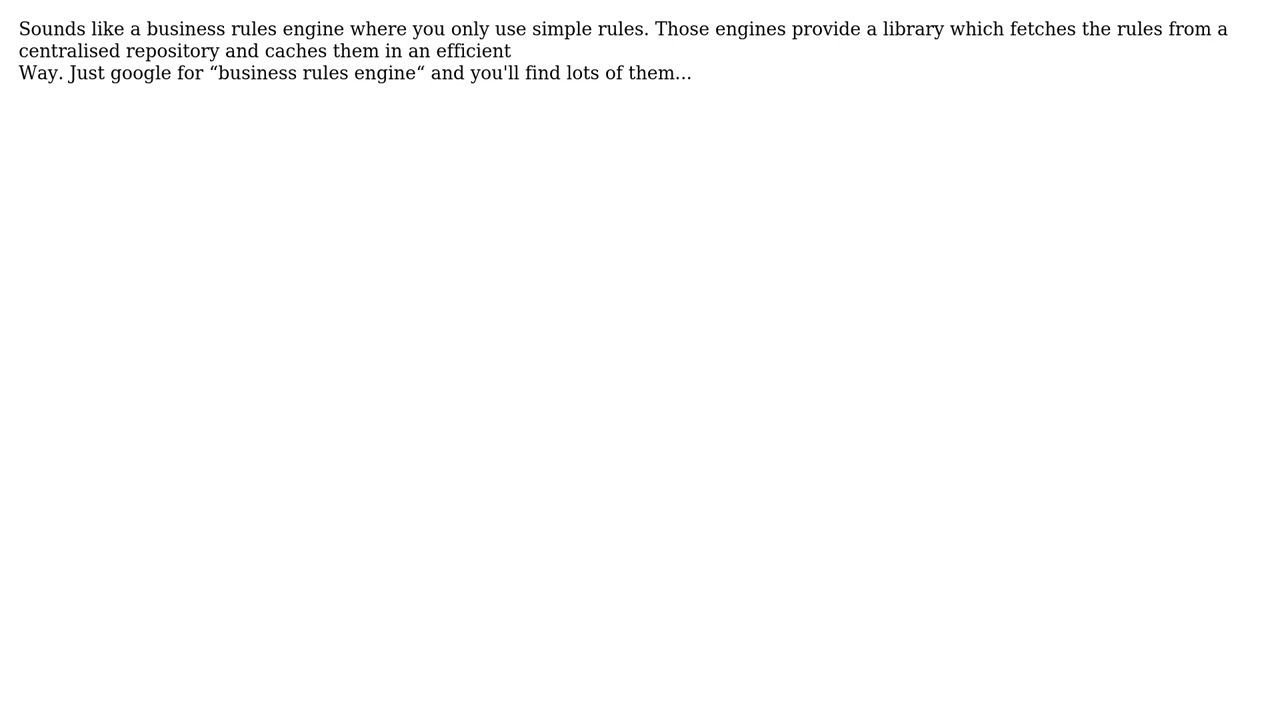 Sounds like a business rules engine where you only use simple rules. Those engines provide a library which fetches the rules from a
centralised repository and caches them in an efficient
Way. Just google for “business rules engine“ and you'll find lots of them...